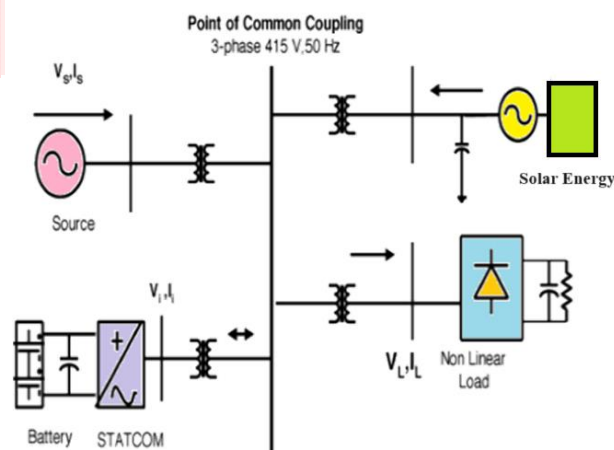 Point of Common Coupling
3-phase 415 V,50 Hz
Vs,Is
Source
Solar Energy
Vi,Ii
+
Battery
STATCOM
VL,IL
Non Linear
Load